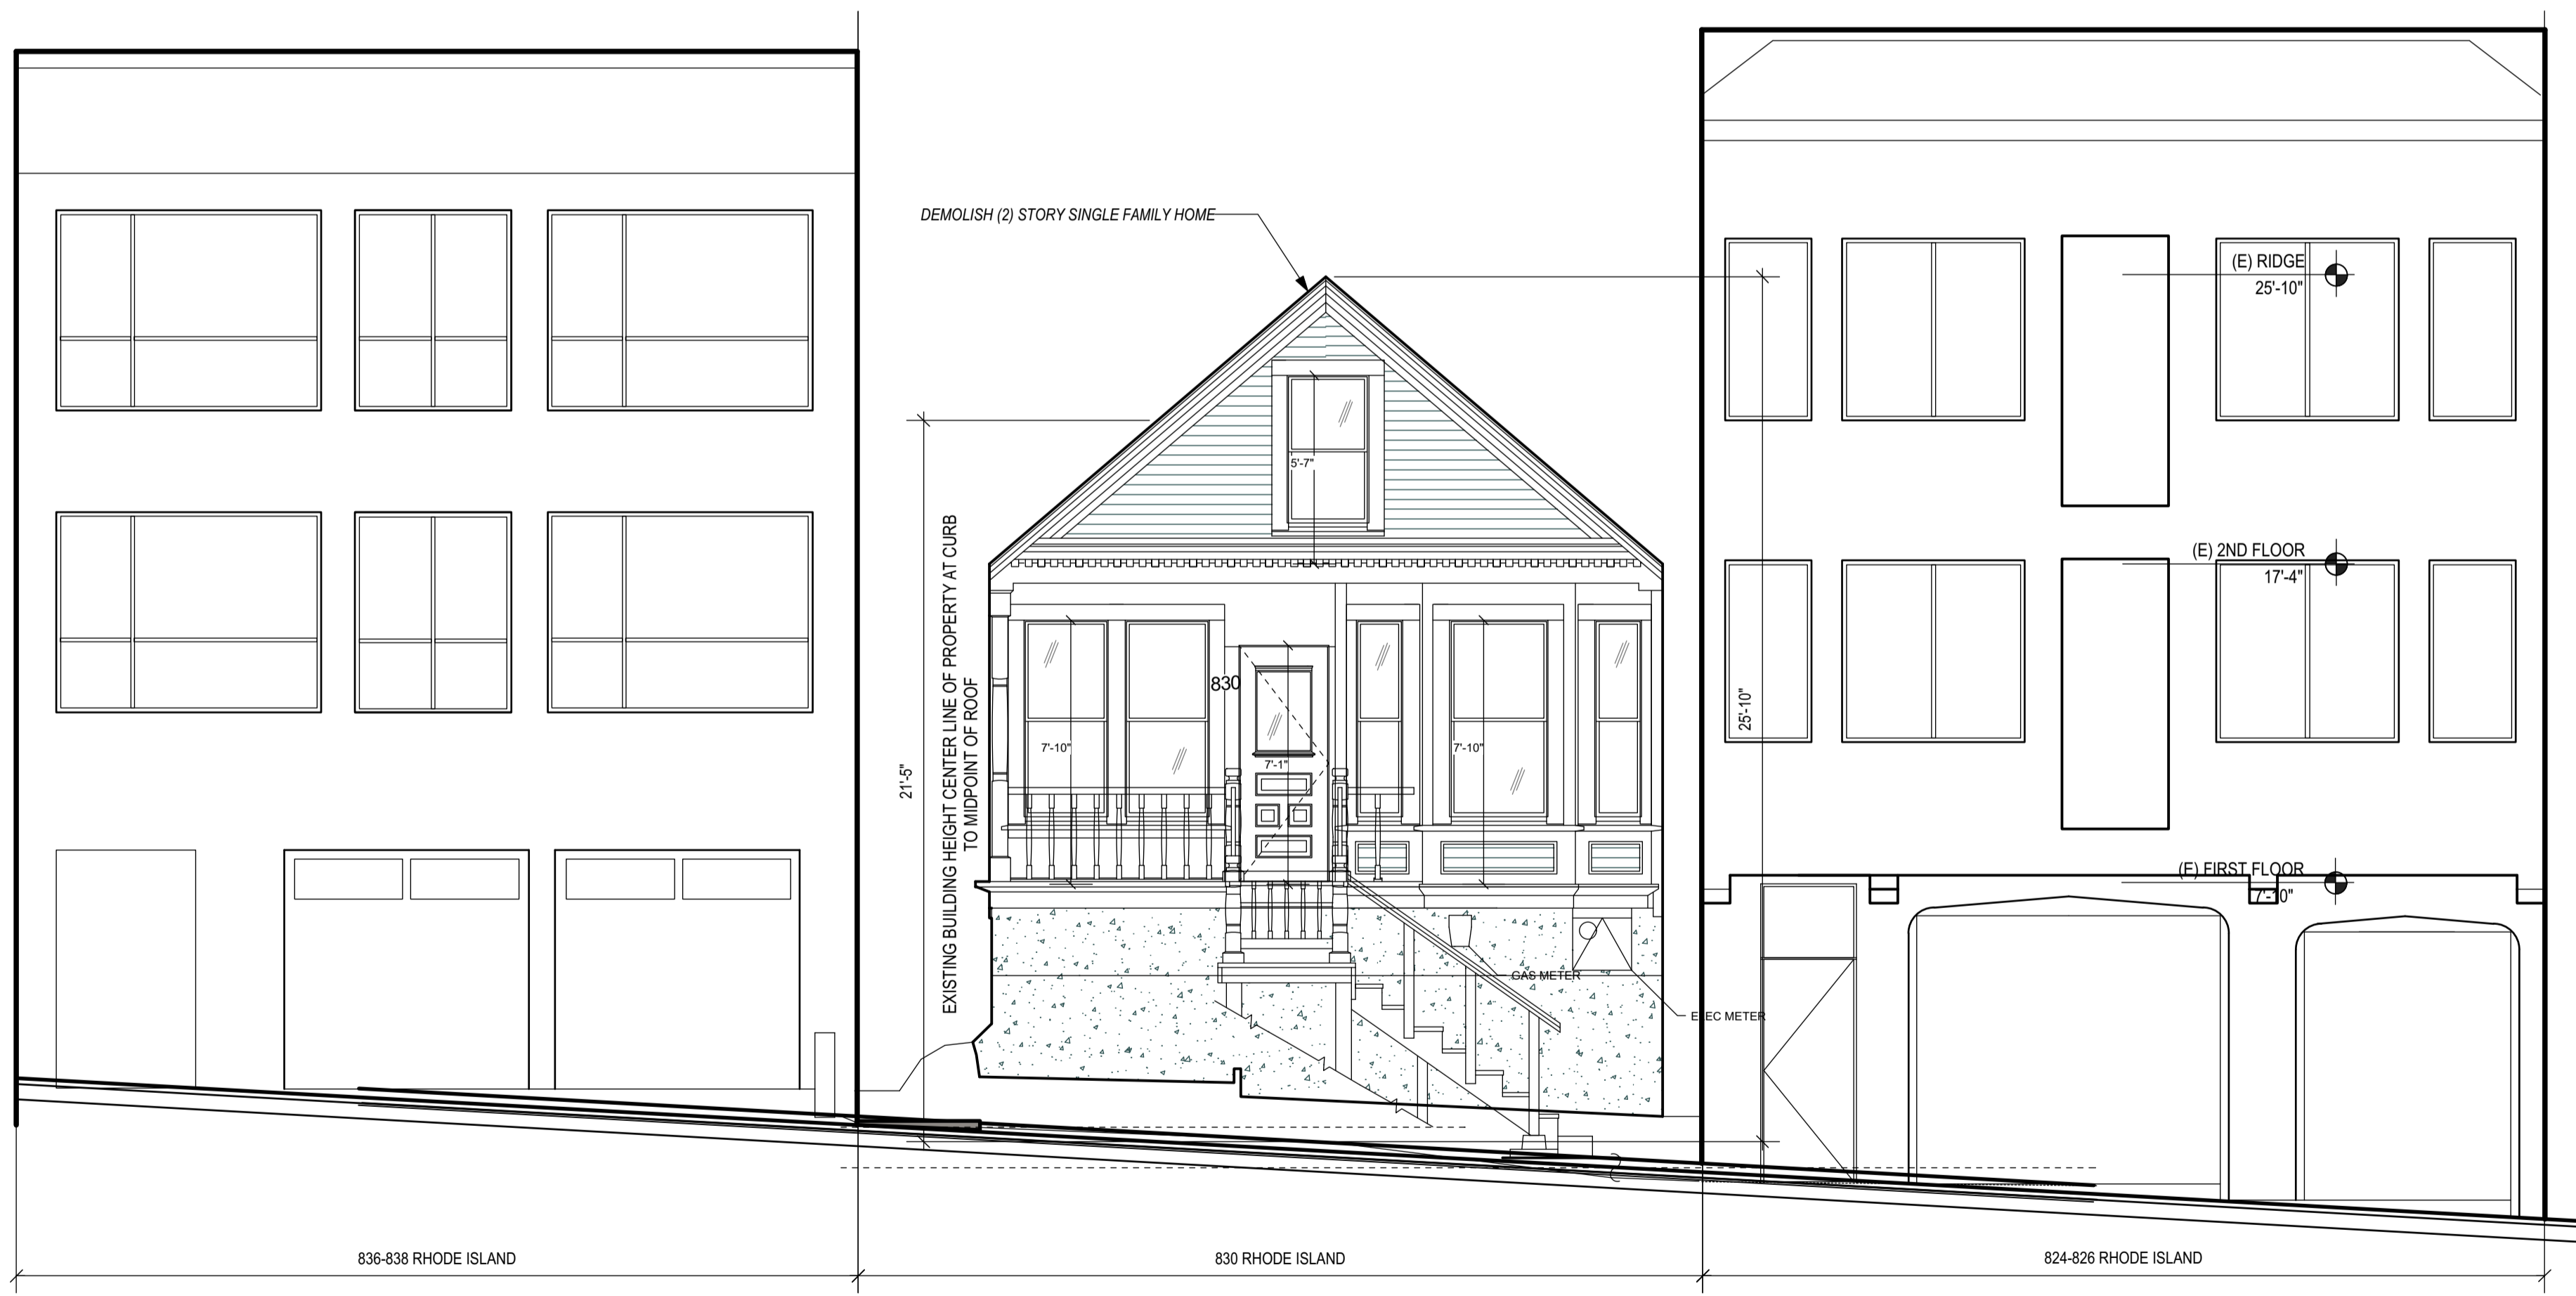 DEMOLISH (2) STORY SINGLE FAMILY HOME
(E) RIDGE
25'-10"
5'-7"
(E) 2ND FLOOR
17'-4"
EXISTING BUILDING HEIGHT CENTER LINE OF PROPERTY AT CURB
TO MIDPOINT OF ROOF
21'-5"
830
7'-10"
7'-1"
7'-10"
25'-10"
(E) FIRST FLOOR
7'-10"
GAS METER
ELEC METER
836-838 RHODE ISLAND
830 RHODE ISLAND
824-826 RHODE ISLAND